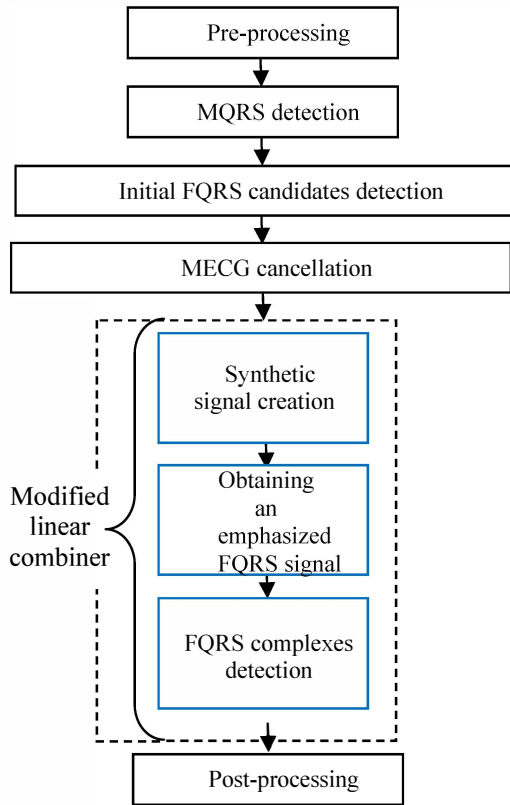 Pre-processing
MQRS detection
Initial FQRS candidates detection
MECG cancellation
Modified
linear
combiner
Synthetic
signal creation
Obtaining
an
emphasized
FQRS signal
FQRS complexes
detection
Post-processing